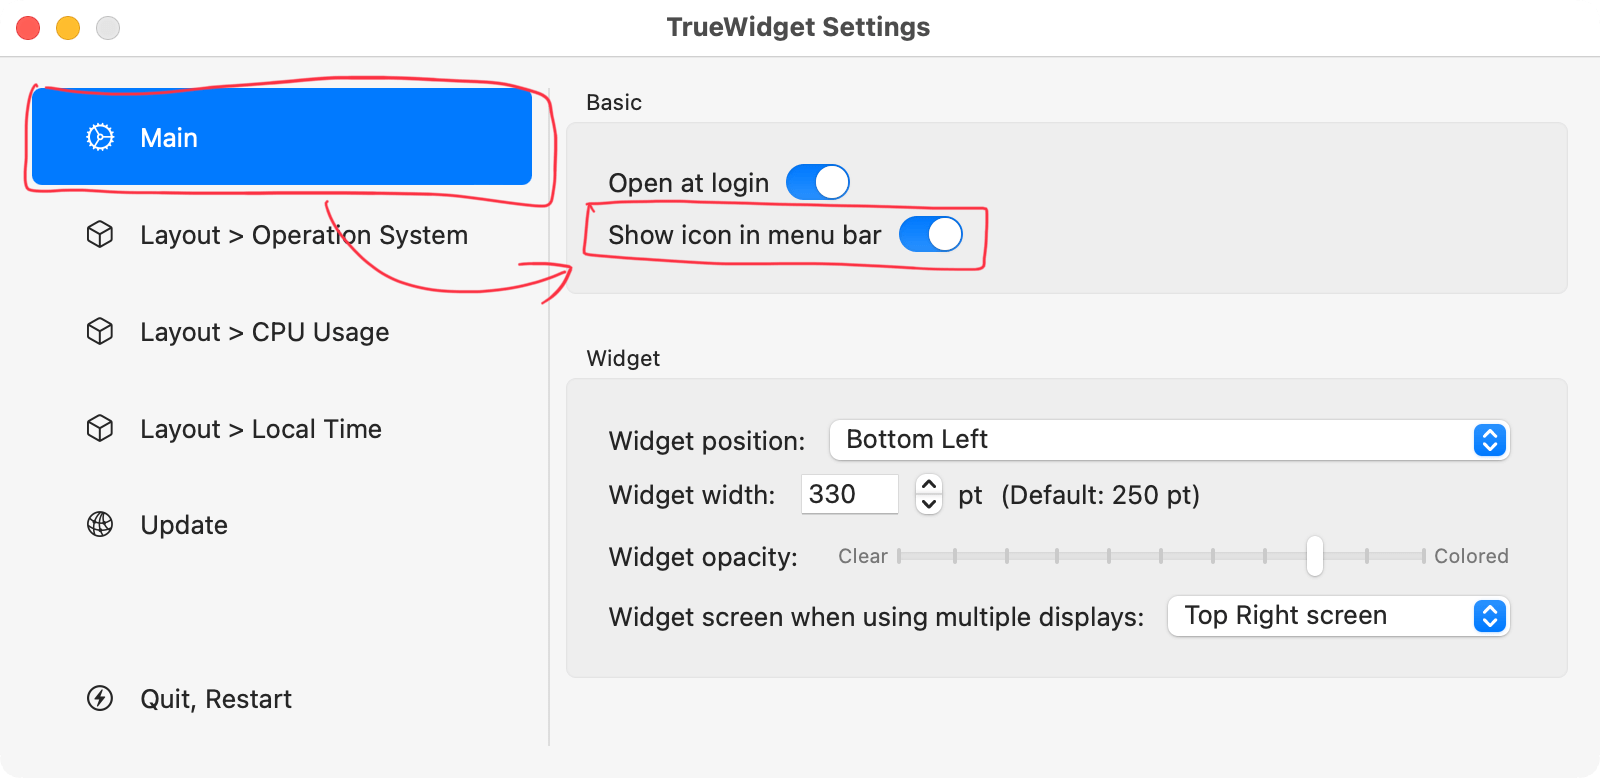 TrueWidget Settings
Main
Layout > Operation System
Layout > CPU Usage
Layout > Local Time
Update
Quit, Restart
Basic
Open at login
Show icon in menu bar
Widget
Widget position: Bottom Left
Widget width: 330 pt (Default: 250 pt)
Widget opacity: Clear Colored
Widget screen when using multiple displays: Top Right screen